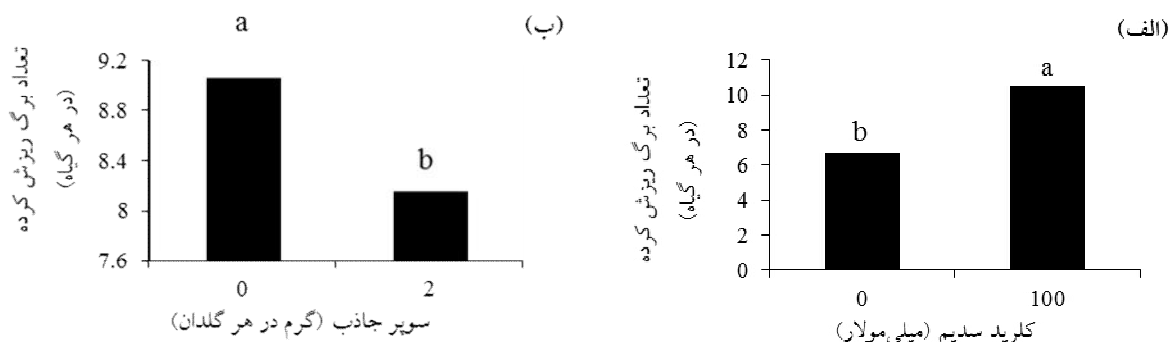 (الف)
تعداد برگ ریزش کرده
(در هر گیاه)
12
10
8
6
4
2
0
b
a
0
100
کلرید سدیم (میلی‌مولار)
(ب)
تعداد برگ ریزش کرده
(در هر گیاه)
9.2
8.8
8.4
8
7.6
a
b
0
2
سوپر جاذب (گرم در هر گلدان)